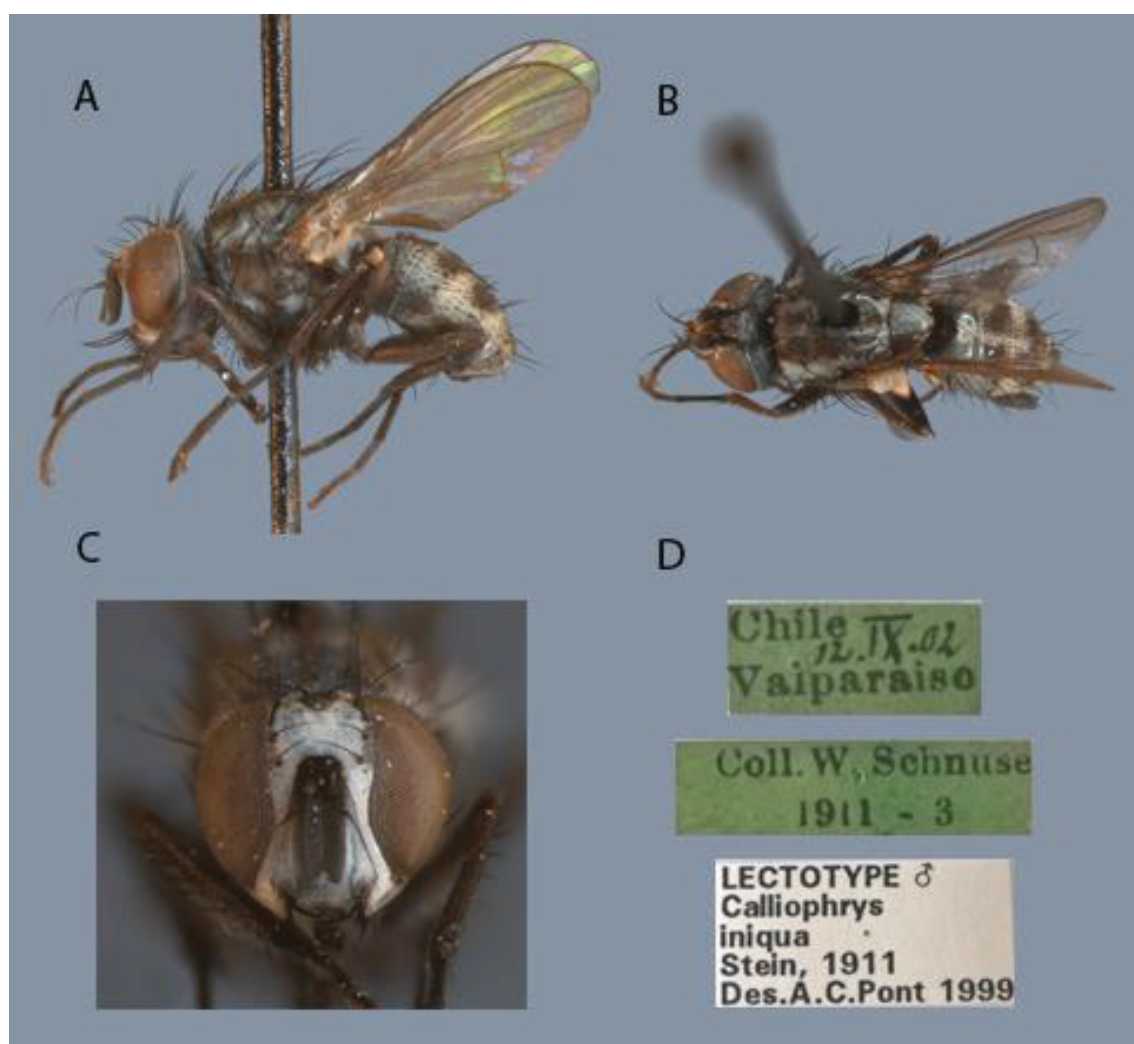 A
B
C
D
Chile 12.IX.02
Vaiparaiso
Coll. W. Schnuse
1911 - 3
LECTOTYPE ♂
Calliophrys
iniqua
Stein, 1911
Des.A.C.Pont 1999